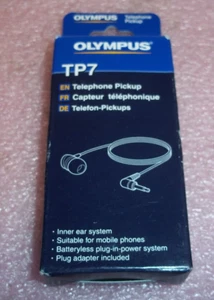 OLYMPUS
Telephone
Pickup
OLYMPUS
TP7
EN Telephone Pickup
FR Capteur téléphonique
DE Telefon-Pickups
• Inner ear system
• Suitable for mobile phones
• Batteryless plug-in-power system
• Plug adapter included